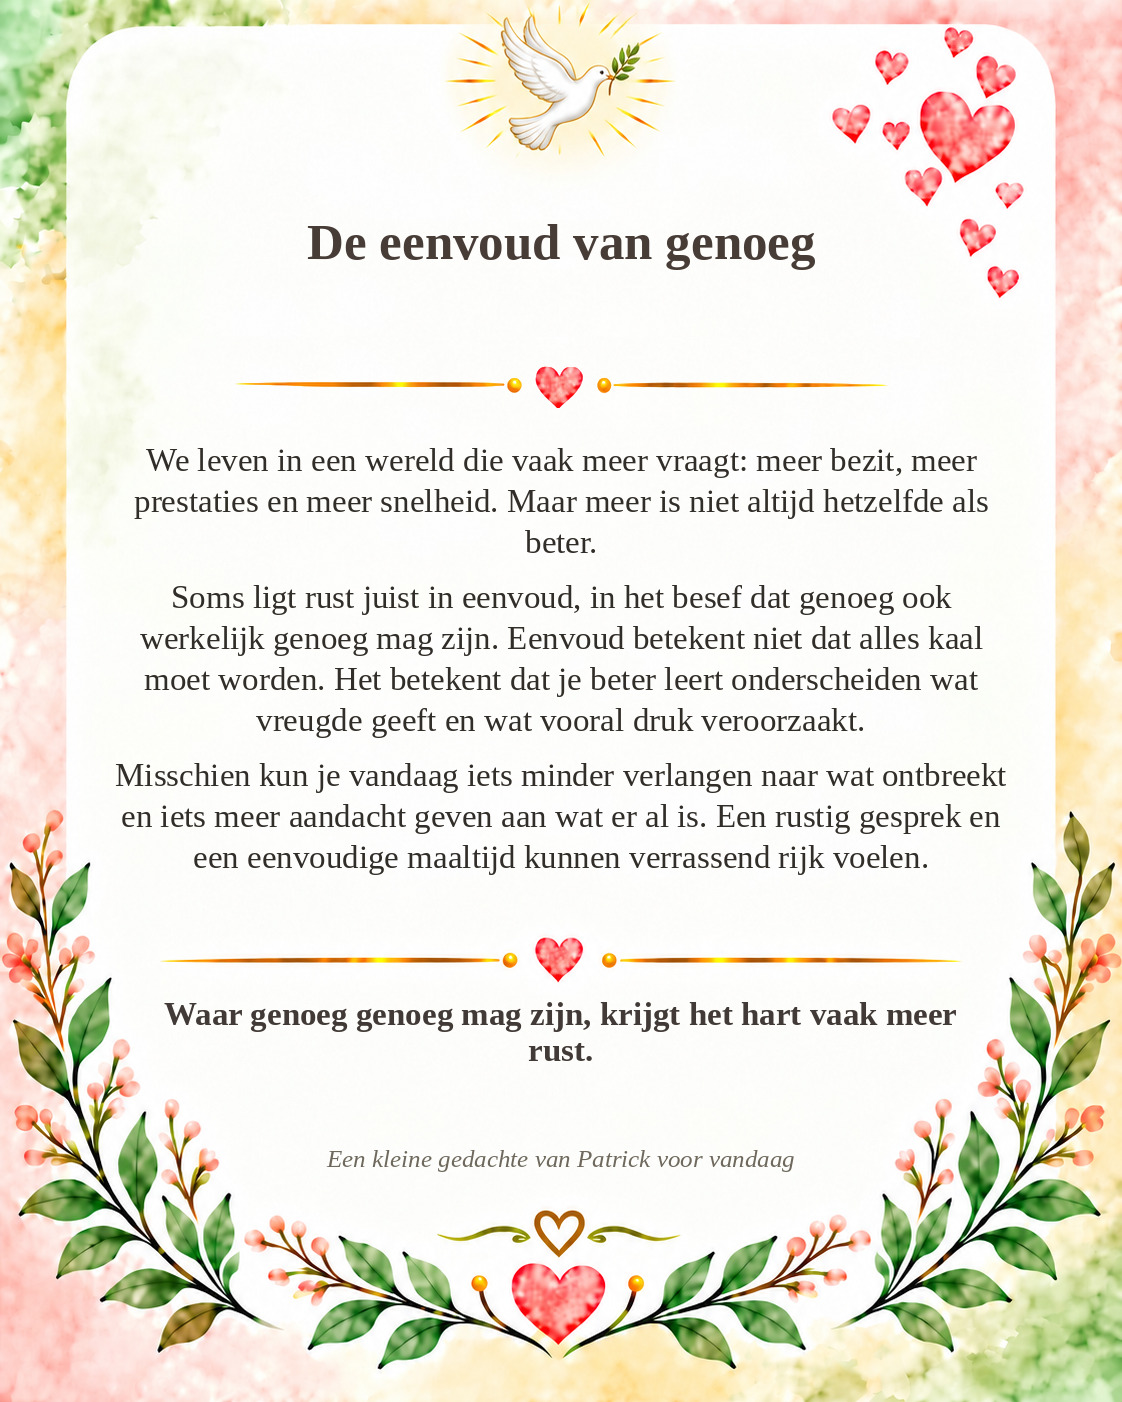 De eenvoud van genoeg
We leven in een wereld die vaak meer vraagt: meer bezit, meer
prestaties en meer snelheid. Maar meer is niet altijd hetzelfde als
beter.
Soms ligt rust juist in eenvoud, in het besef dat genoeg ook
werkelijk genoeg mag zijn. Eenvoud betekent niet dat alles kaal
moet worden. Het betekent dat je beter leert onderscheiden wat
vreugde geeft en wat vooral druk veroorzaakt.
Misschien kun je vandaag iets minder verlangen naar wat ontbreekt
en iets meer aandacht geven aan wat er al is. Een rustig gesprek en
een eenvoudige maaltijd kunnen verrassend rijk voelen.
Waar genoeg genoeg mag zijn, krijgt het hart vaak meer
rust.
Een kleine gedachte van Patrick voor vandaag